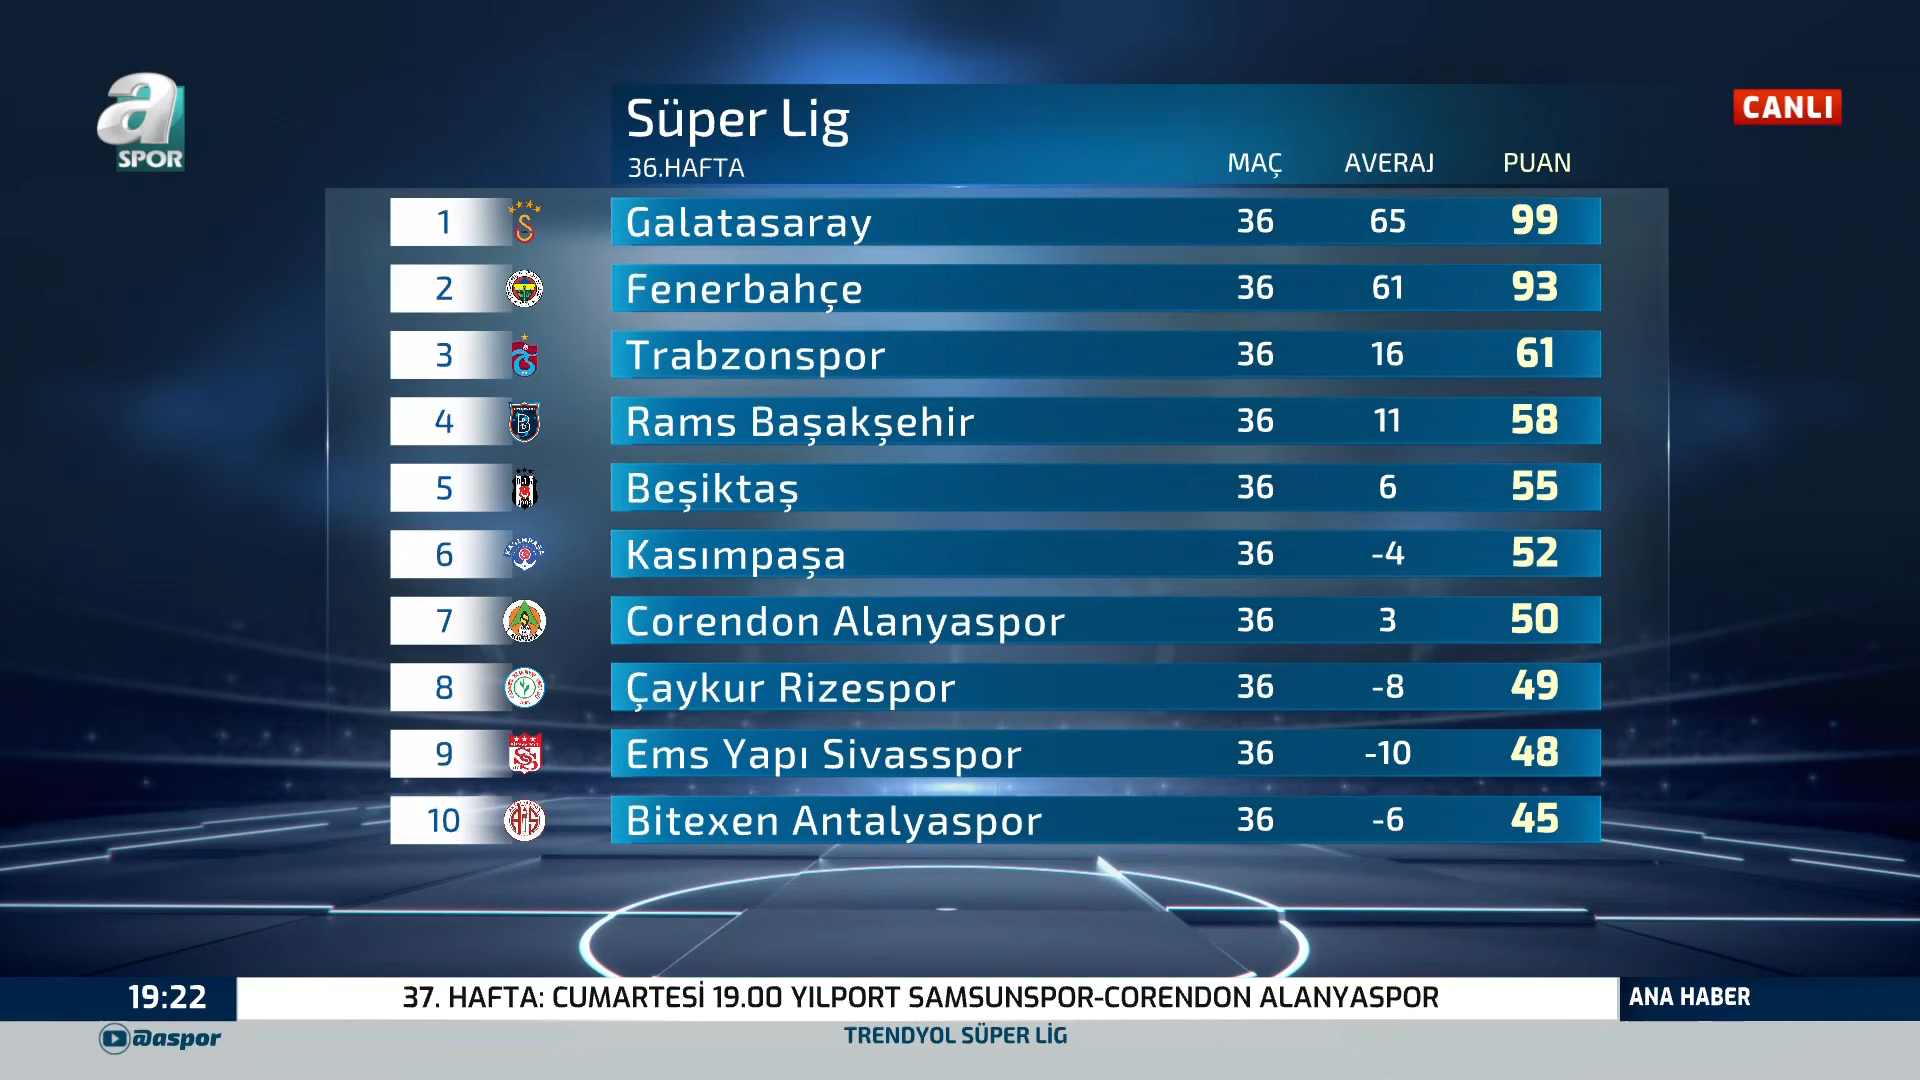 a
SPOR
CANLI
Süper Lig
36.HAFTA MAÇ AVERAJ PUAN
1 Galatasaray 36 65 99
2 Fenerbahçe 36 61 93
3 Trabzonspor 36 16 61
4 Rams Başakşehir 36 11 58
5 Beşiktaş 36 6 55
6 Kasımpaşa 36 -4 52
7 Corendon Alanyaspor 36 3 50
8 Çaykur Rizespor 36 -8 49
9 Ems Yapı Sivasspor 36 -10 48
10 Bitexen Antalyaspor 36 -6 45
19:22 37. HAFTA: CUMARTESİ 19.00 YILPORT SAMSUNSPOR-CORENDON ALANYASPOR ANA HABER
@aspor TRENDYOL SÜPER LİG